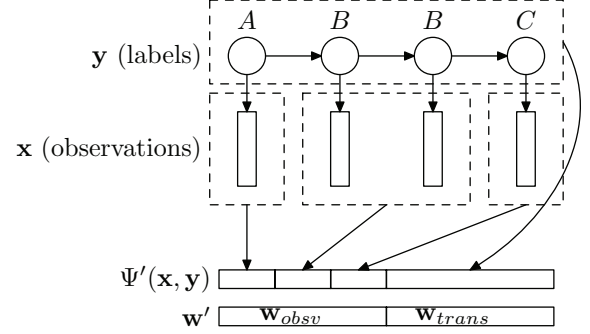 A B B C
y (labels)
x (observations)
Ψ′(x, y)
w′ w_obsv w_trans